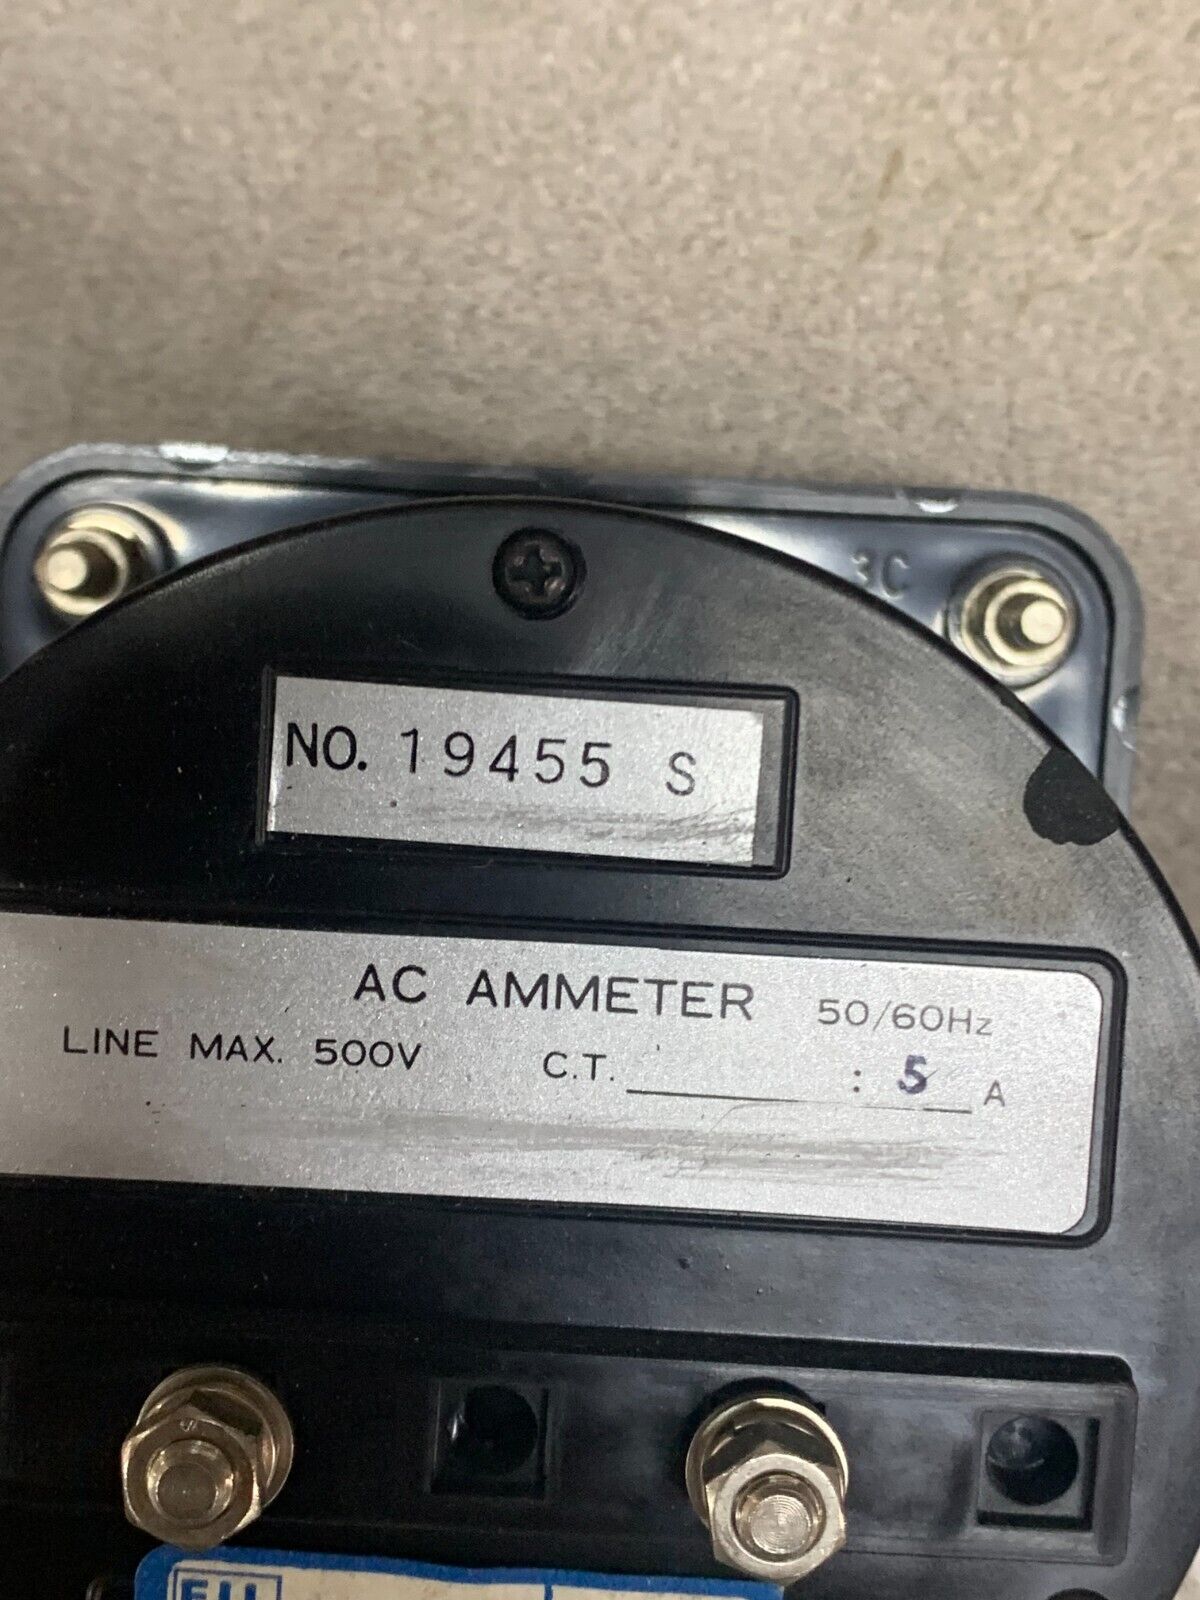 3C
NO. 19455 S
AC AMMETER 50/60Hz
LINE MAX. 500V C.T. : 5 A